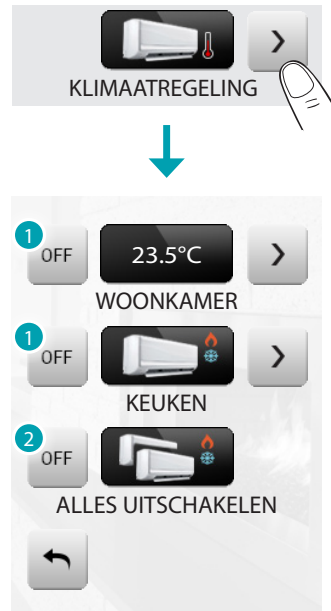 KLIMAATREGELING
1
OFF
23.5°C
WOONKAMER
1
OFF
KEUKEN
2
OFF
ALLES UITSCHAKELEN